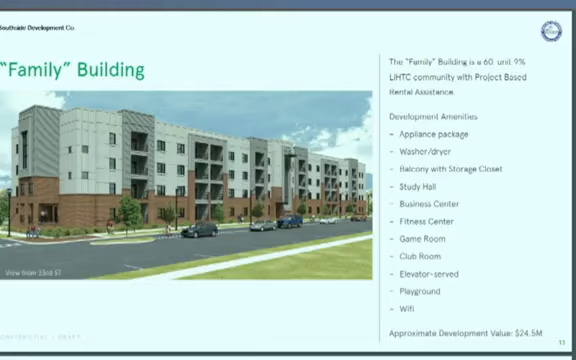 Southside Development Co.
"Family" Building
The "Family" Building is a 60 unit 9%
LIHTC community with Project Based
Rental Assistance
Development Amenities
- Appliance package
- Washer/dryer
- Balcony with Storage Closet
- Study Hall
- Business Center
- Fitness Center
- Game Room
- Club Room
- Elevator-served
- Playground
- Wifi
Approximate Development Value: $24.5M
View from 33rd ST
CONFIDENTIAL - DRAFT
11